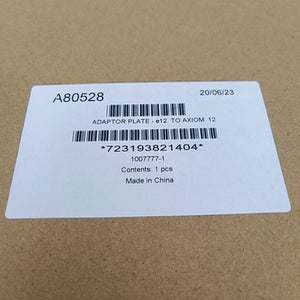 A80528 20/06/23
ADAPTOR PLATE - e12 TO AXIOM 12
*723193821404*
1007777-1
Contents: 1 pcs
Made in China